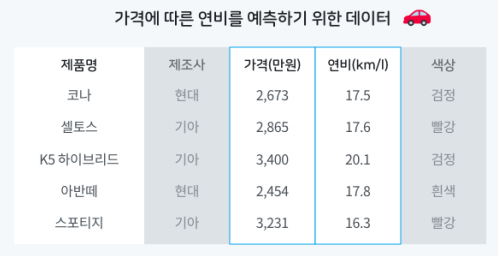 가격에 따른 연비를 예측하기 위한 데이터
제품명 제조사 가격(만원) 연비(km/l) 색상
코나 현대 2,673 17.5 검정
셀토스 기아 2,865 17.6 빨강
K5 하이브리드 기아 3,400 20.1 검정
아반떼 현대 2,454 17.8 흰색
스포티지 기아 3,231 16.3 빨강